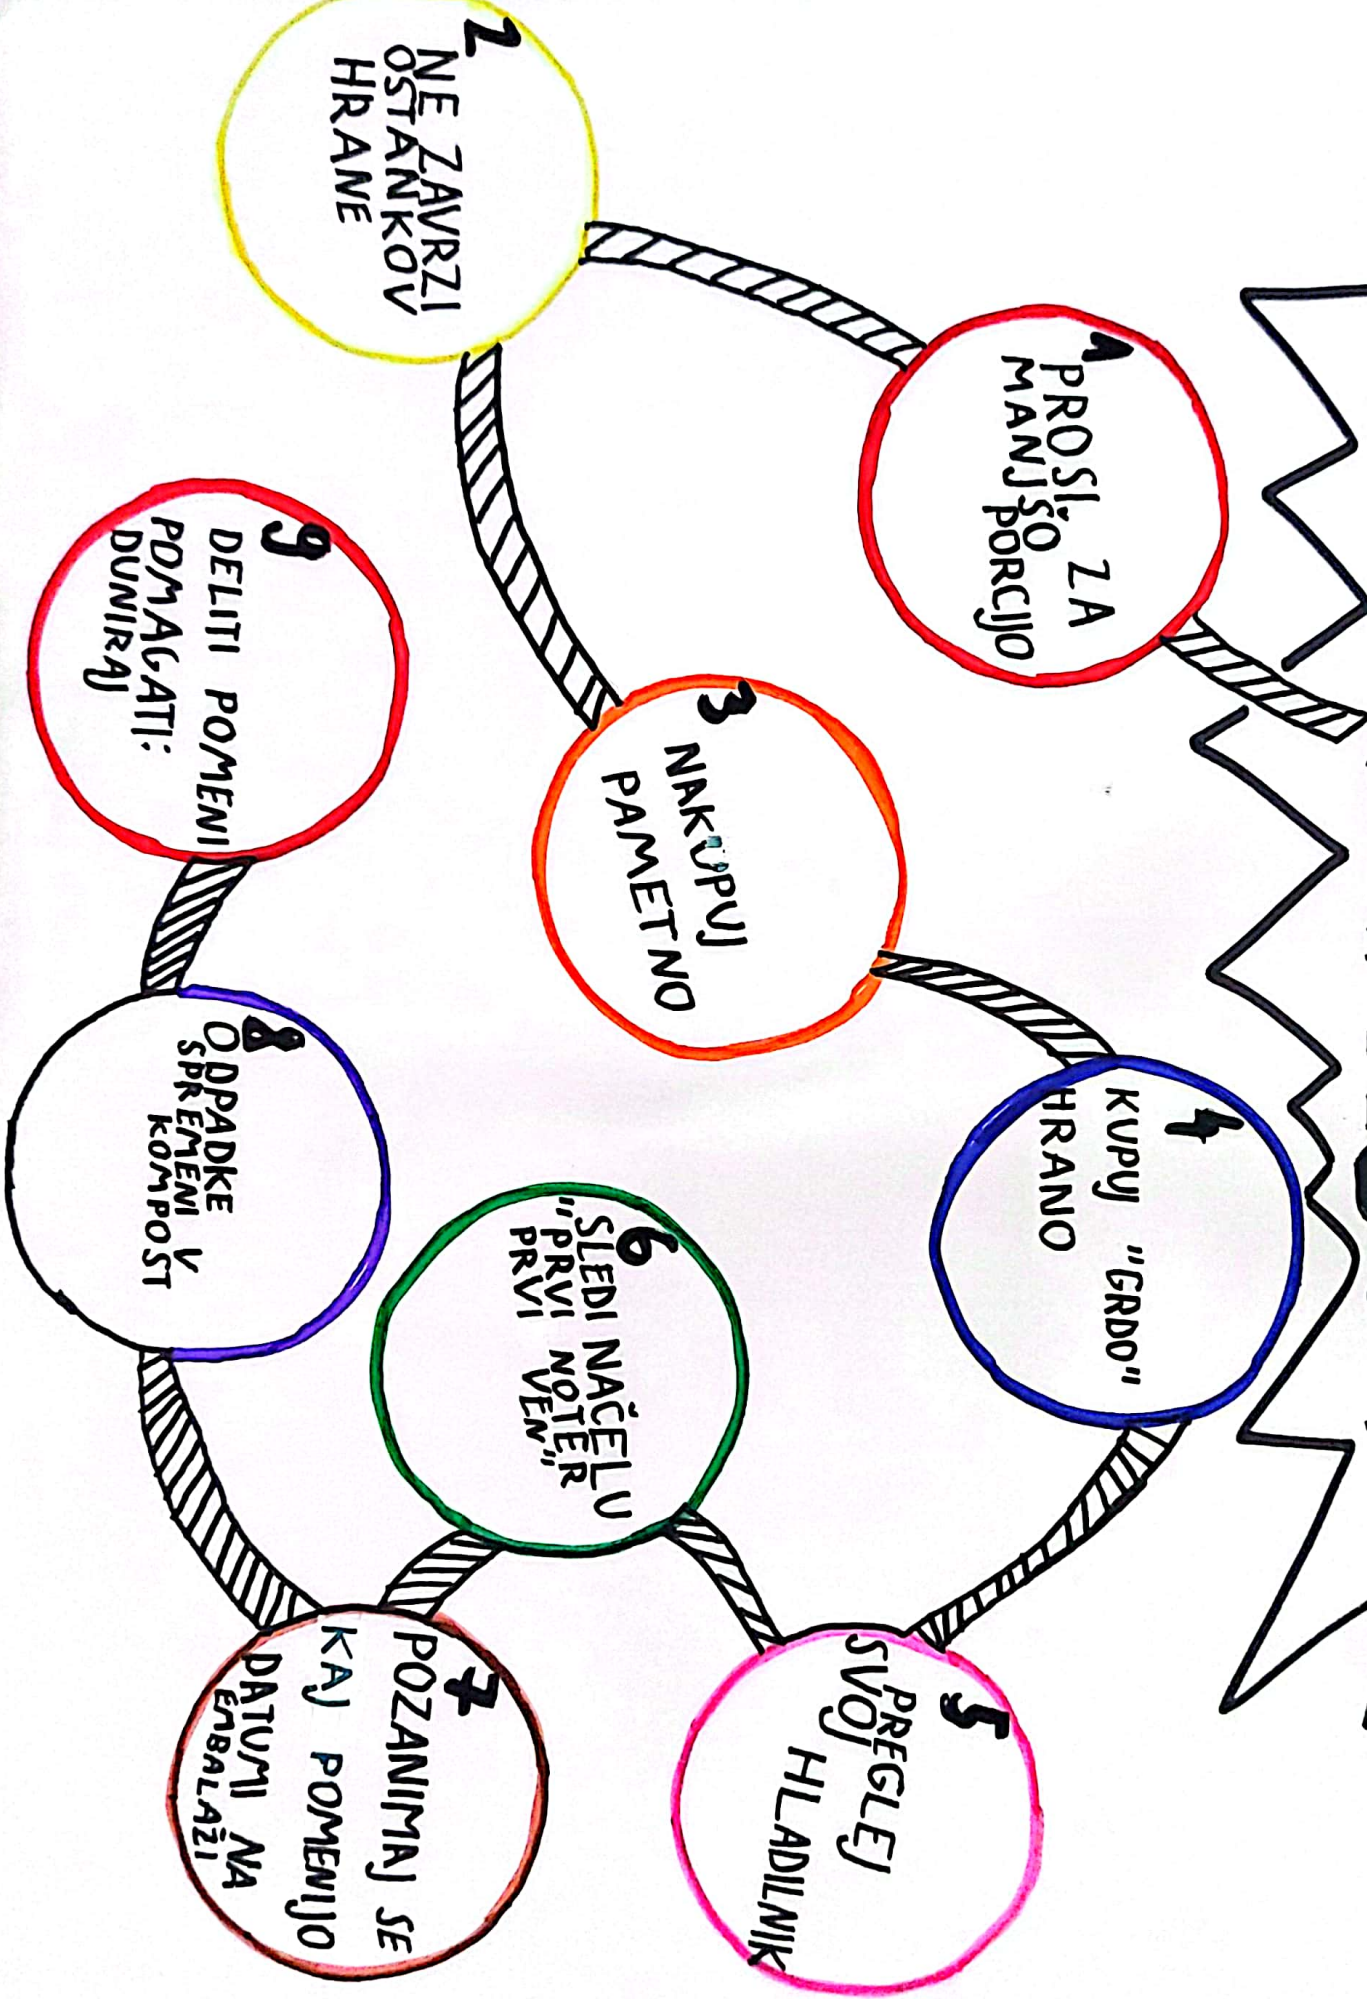 1
PROSI ZA
MANJŠO
PORCIJO
2
NE ZAVRZI
OSTANKOV
HRANE
3
NAKUPUJ
PAMETNO
4
KUPUJ "GRDO"
HRANO
5
PREGLEJ
SVOJ HLADILNIK
6
SLEDI NAČELU
"PRVI NOTER
PRVI VEN"
7
POZANIMAJ SE
KAJ POMENIJO
DATUMI NA
EMBALAŽI
8
ODPADKE
SPREMENI V
KOMPOST
9
DELITI POMENI
POMAGATI:
DUNIRAJ